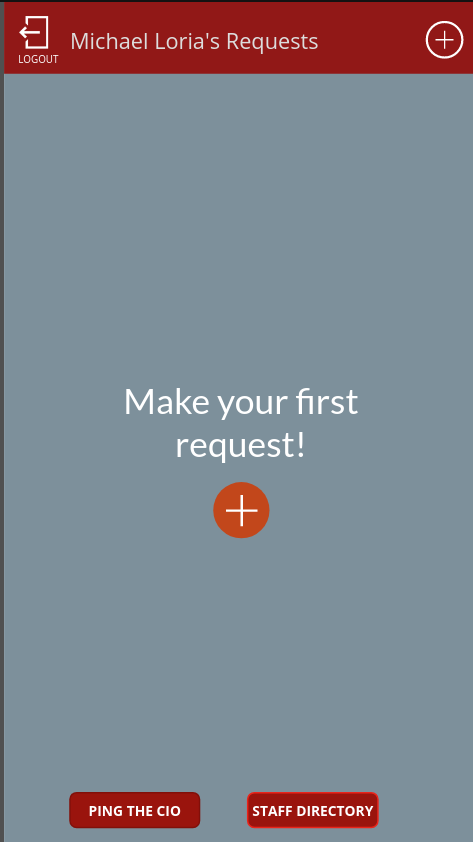 Michael Loria's Requests
LOGOUT
Make your first
request!
PING THE CIO
STAFF DIRECTORY